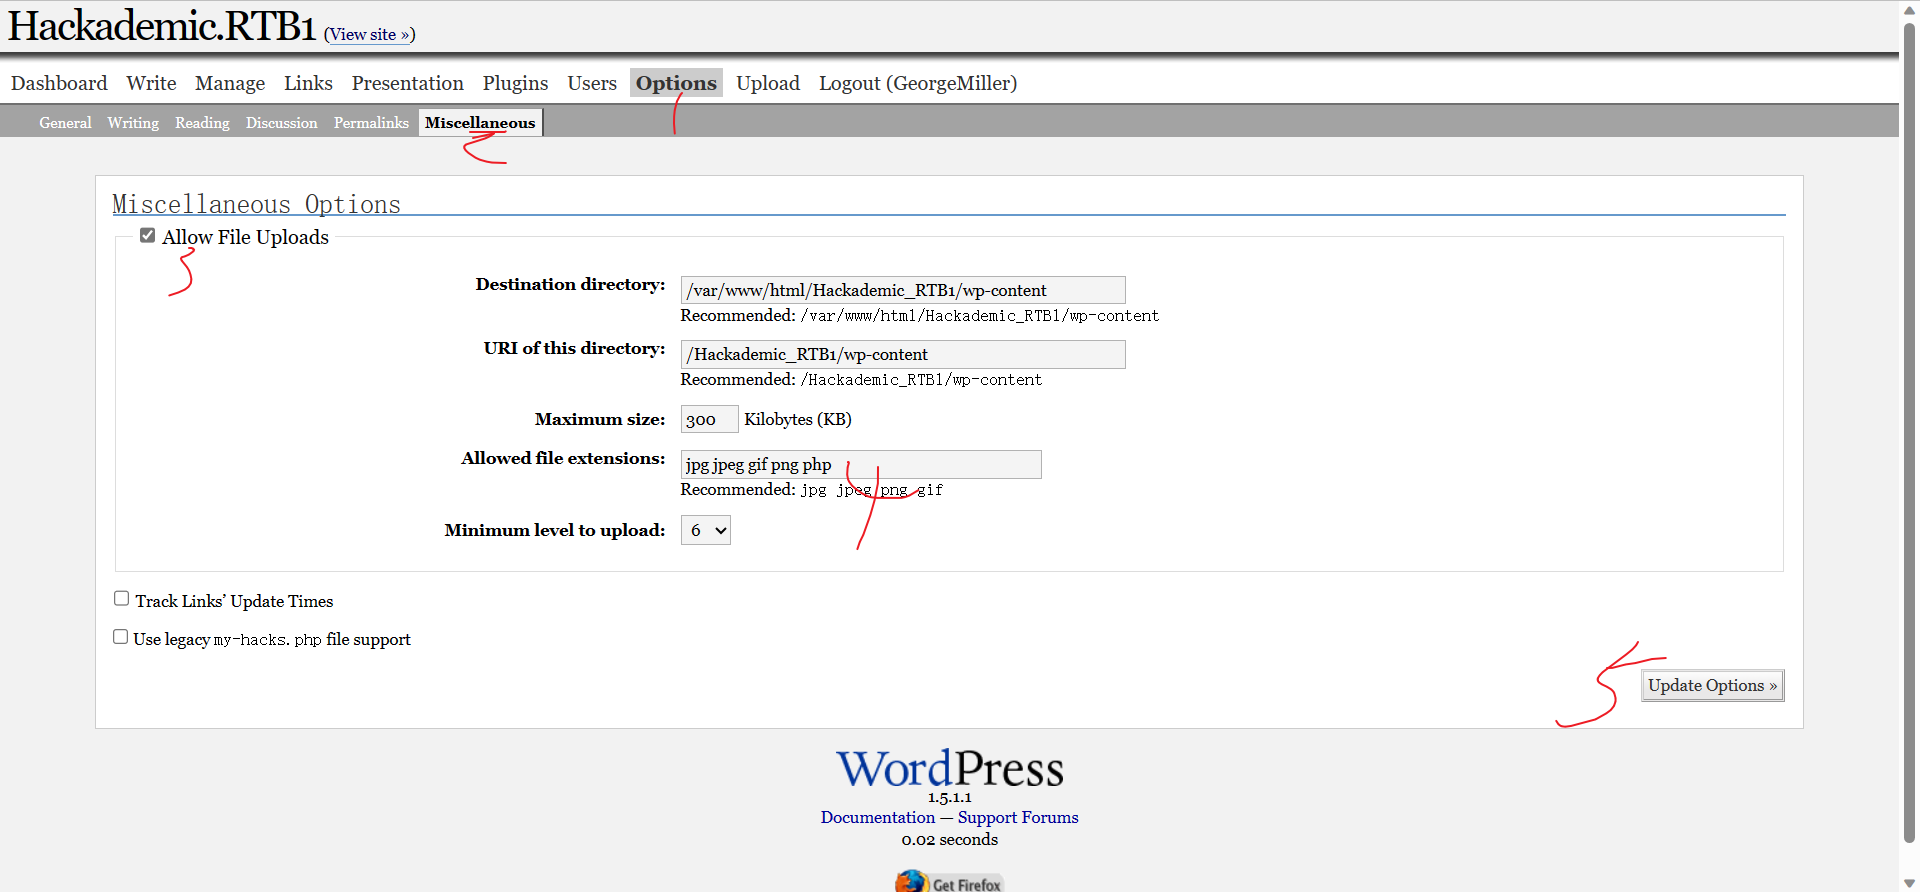 Hackademic.RTB1 (View site »)
Dashboard Write Manage Links Presentation Plugins Users Options Upload Logout (GeorgeMiller)
1
General Writing Reading Discussion Permalinks Miscellaneous
2
Miscellaneous Options
Allow File Uploads
3
Destination directory: /var/www/html/Hackademic_RTB1/wp-content
Recommended: /var/www/html/Hackademic_RTB1/wp-content
URI of this directory: /Hackademic_RTB1/wp-content
Recommended: /Hackademic_RTB1/wp-content
Maximum size: 300 Kilobytes (KB)
Allowed file extensions: jpg jpeg gif png php
4
Recommended: jpg jpeg png gif
Minimum level to upload: 6
Track Links’ Update Times
Use legacy my-hacks.php file support
5
Update Options »
WordPress
1.5.1.1
Documentation — Support Forums
0.02 seconds
Get Firefox